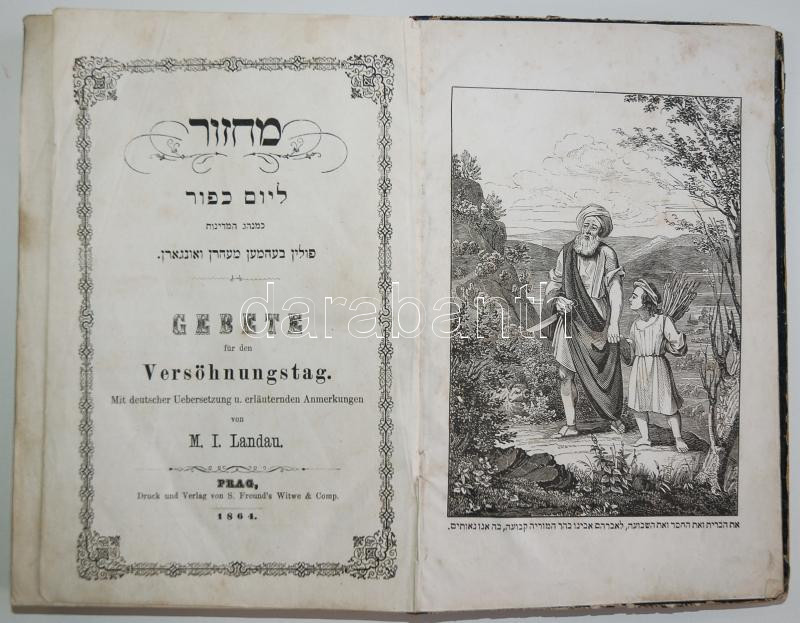 מחזור
ליום כפור
כמנהג המדינות
פולין בעהמען מעהרן ואונגארן.
GEBETE
für den
Versöhnungstag.
Mit deutscher Uebersetzung u. erläuternden Anmerkungen
von
M. I. Landau.
PRAG,
Druck und Verlag von S. Freund's Witwe & Comp.
1864.
את הברית ואת החסד ואת השבועה, לאברהם אבינו בהר המוריה קבועה, בה אנו נאותים.
darabanth